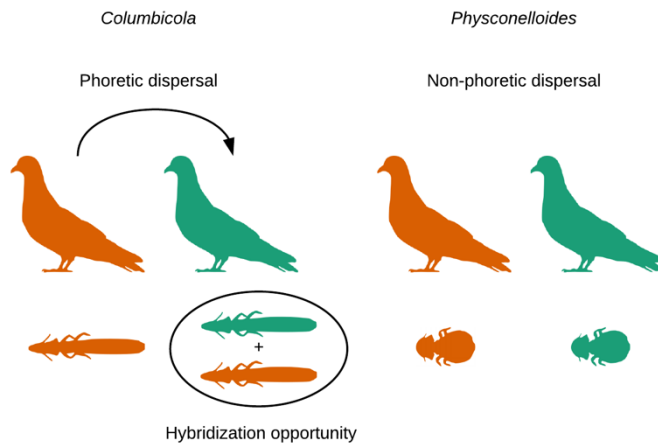 Columbicola
Physconelloides
Phoretic dispersal
Non-phoretic dispersal
+
Hybridization opportunity